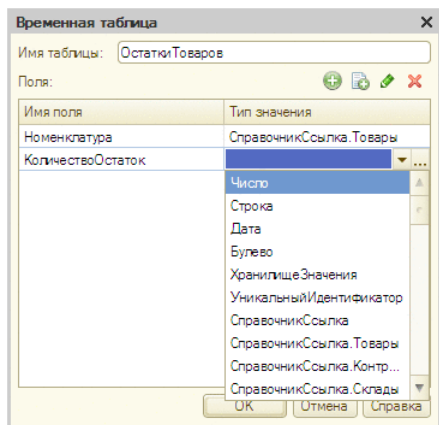 Временная таблица
Имя таблицы: ОстаткиТоваров
Поля:
Имя поля Тип значения
Номенклатура СправочникСсылка.Товары
КоличествоОстаток ...
Число
Строка
Дата
Булево
ХранилищеЗначения
УникальныйИдентификатор
СправочникСсылка
СправочникСсылка.Товары
СправочникСсылка.Контр...
СправочникСсылка.Склады
OK Отмена Справка